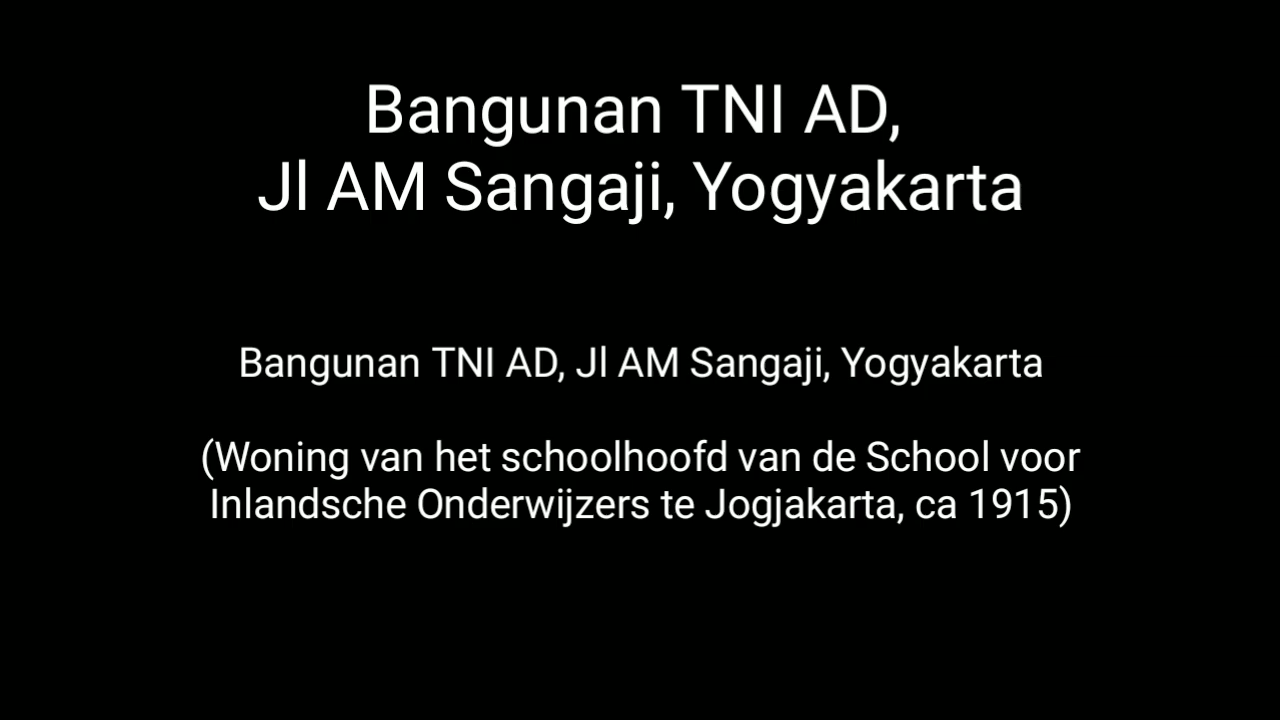 Bangunan TNI AD,
Jl AM Sangaji, Yogyakarta
Bangunan TNI AD, Jl AM Sangaji, Yogyakarta
(Woning van het schoolhoofd van de School voor
Inlandsche Onderwijzers te Jogjakarta, ca 1915)